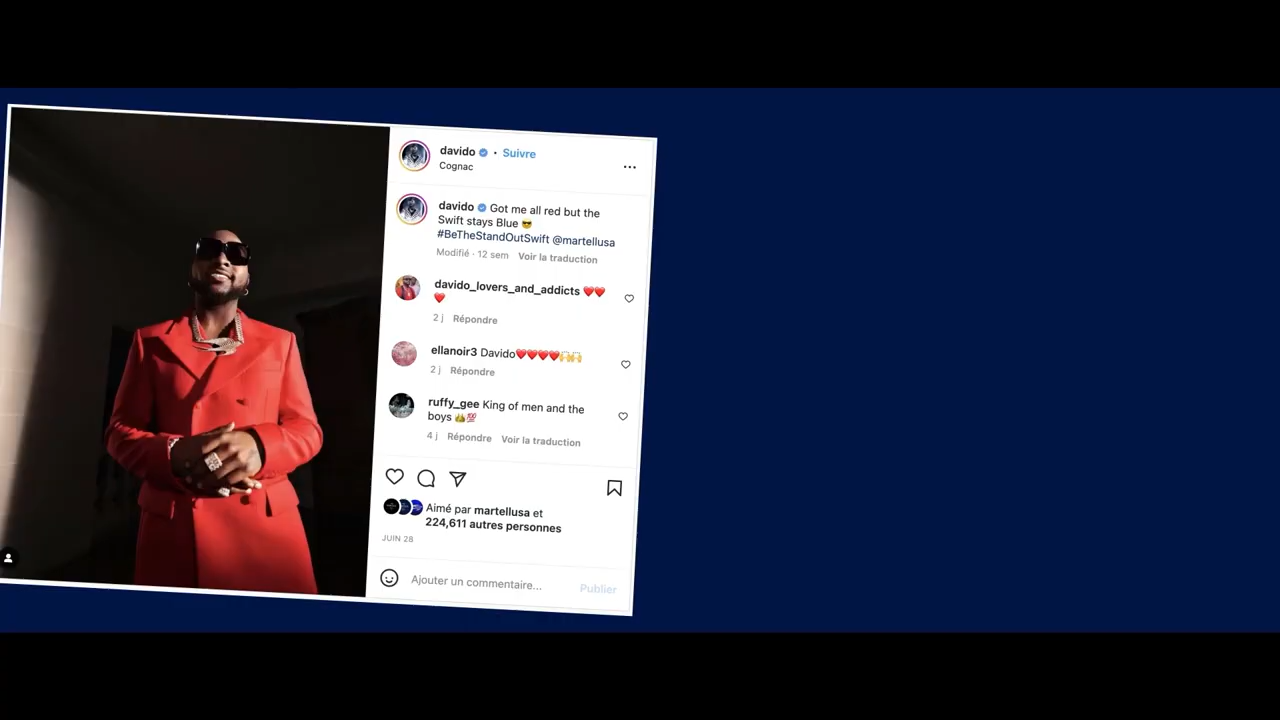 davido • Suivre
Cognac
davido Got me all red but the
Swift stays Blue 😎
#BeTheStandOutSwift @martellusa
Modifié · 12 sem Voir la traduction
davido_lovers_and_addicts ❤️❤️
❤️
2 j Répondre
ellanoir3 Davido❤️❤️❤️❤️🙌🙌
2 j Répondre
ruffy_gee King of men and the
boys 👑💯
4 j Répondre Voir la traduction
Aimé par martellusa et
224,611 autres personnes
JUIN 28
Ajouter un commentaire... Publier